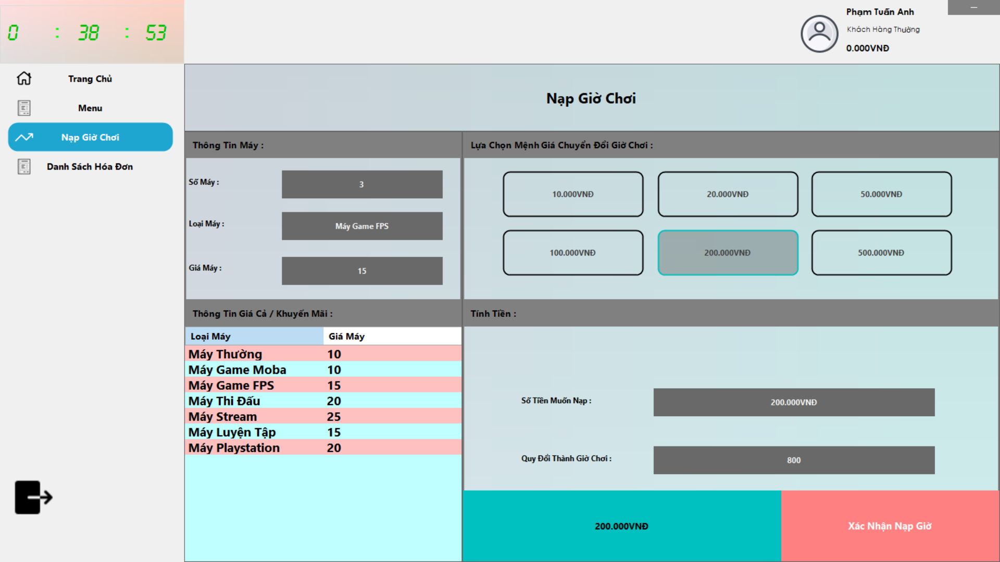 0 : 38 : 53
Phạm Tuấn Anh
Khách Hàng Thường
0.000VNĐ
Trang Chủ
Menu
Nạp Giờ Chơi
Danh Sách Hóa Đơn
Nạp Giờ Chơi
Thông Tin Máy :
Số Máy : 3
Loại Máy : Máy Game FPS
Giá Máy : 15
Lựa Chọn Mệnh Giá Chuyển Đổi Giờ Chơi :
10.000VNĐ 20.000VNĐ 50.000VNĐ
100.000VNĐ 200.000VNĐ 500.000VNĐ
Thông Tin Giá Cả / Khuyến Mãi :
Loại Máy Giá Máy
Máy Thường 10
Máy Game Moba 10
Máy Game FPS 15
Máy Thi Đấu 20
Máy Stream 25
Máy Luyện Tập 15
Máy Playstation 20
Tính Tiền :
Số Tiền Muốn Nạp : 200.000VNĐ
Quy Đổi Thành Giờ Chơi : 800
200.000VNĐ
Xác Nhận Nạp Giờ